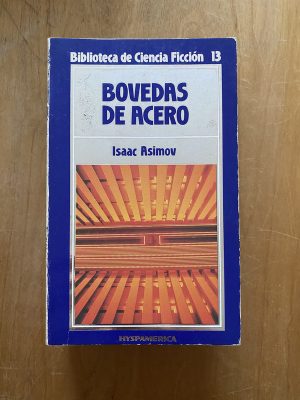 Biblioteca de Ciencia Ficción 13
BOVEDAS
DE ACERO
Isaac Asimov
HYSPAMERICA